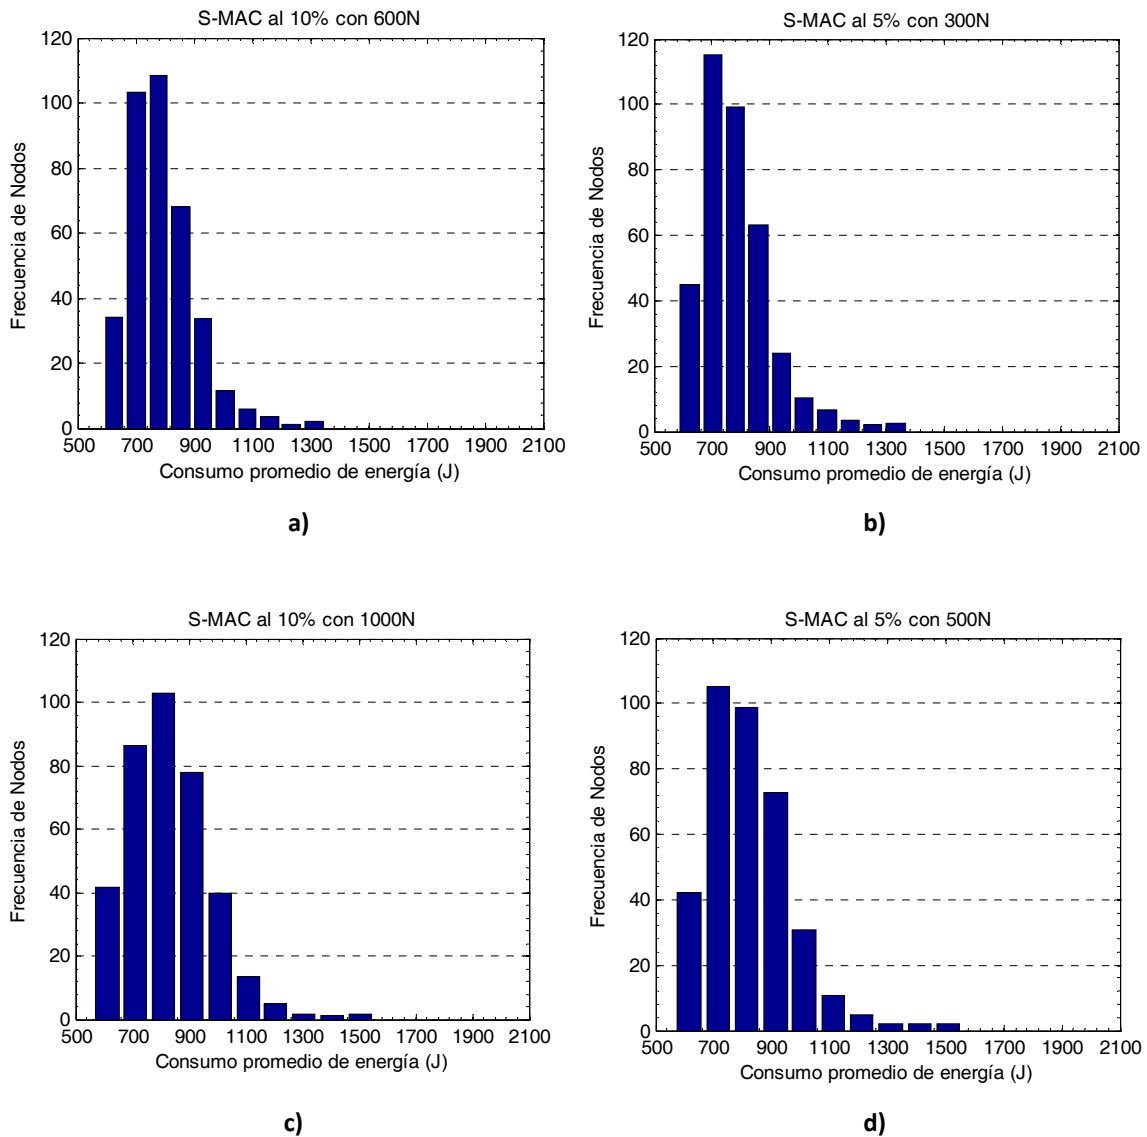 S-MAC al 10% con 600N
120
100
80
60
40
20
0
Frecuencia de Nodos
500 700 900 1100 1300 1500 1700 1900 2100
Consumo promedio de energía (J)
a)
S-MAC al 5% con 300N
120
100
80
60
40
20
0
Frecuencia de Nodos
500 700 900 1100 1300 1500 1700 1900 2100
Consumo promedio de energía (J)
b)
S-MAC al 10% con 1000N
120
100
80
60
40
20
0
Frecuencia de Nodos
500 700 900 1100 1300 1500 1700 1900 2100
Consumo promedio de energía (J)
c)
S-MAC al 5% con 500N
120
100
80
60
40
20
0
Frecuencia de Nodos
500 700 900 1100 1300 1500 1700 1900 2100
Consumo promedio de energía (J)
d)